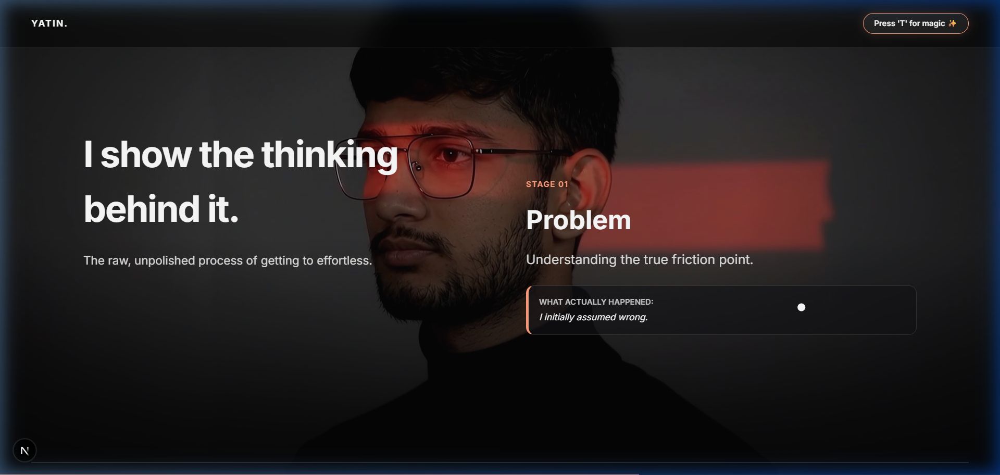 YATIN.
Press 'T' for magic ✨
I show the thinking
behind it.
The raw, unpolished process of getting to effortless.
STAGE 01
Problem
Understanding the true friction point.
WHAT ACTUALLY HAPPENED:
I initially assumed wrong.
N